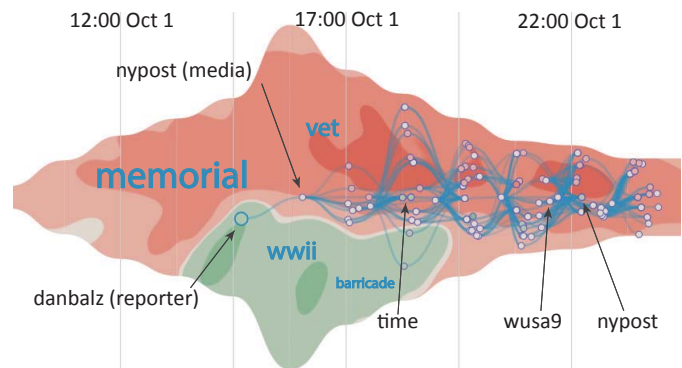 12:00 Oct 1
17:00 Oct 1
22:00 Oct 1
nypost (media)
vet
memorial
wwii
barricade
danbalz (reporter)
time
wusa9
nypost